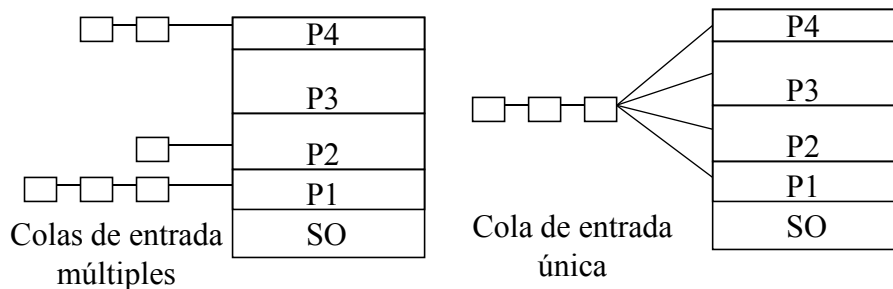 P4
P3
P2
P1
SO
Colas de entrada
múltiples
P4
P3
P2
P1
SO
Cola de entrada
única